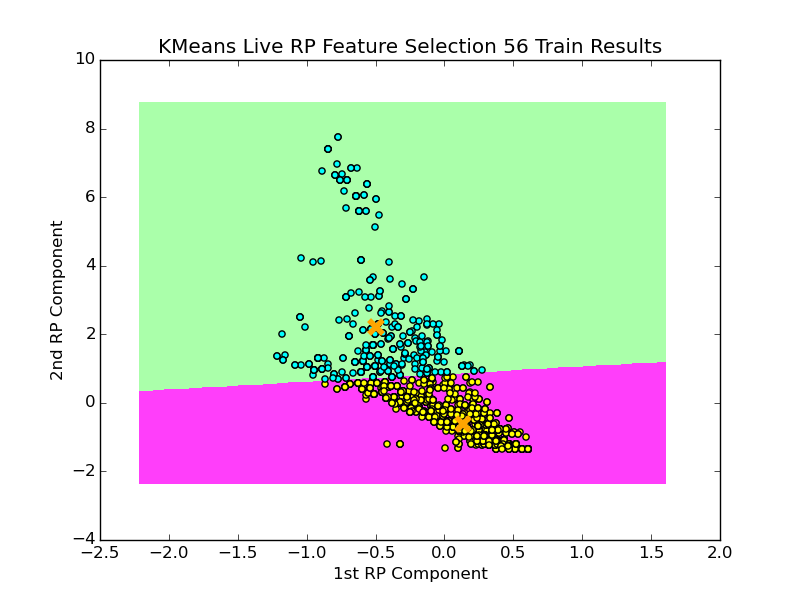 KMeans Live RP Feature Selection 56 Train Results
10
8
6
4
2
0
−2
−4
2nd RP Component
−2.5 −2.0 −1.5 −1.0 −0.5 0.0 0.5 1.0 1.5 2.0
1st RP Component